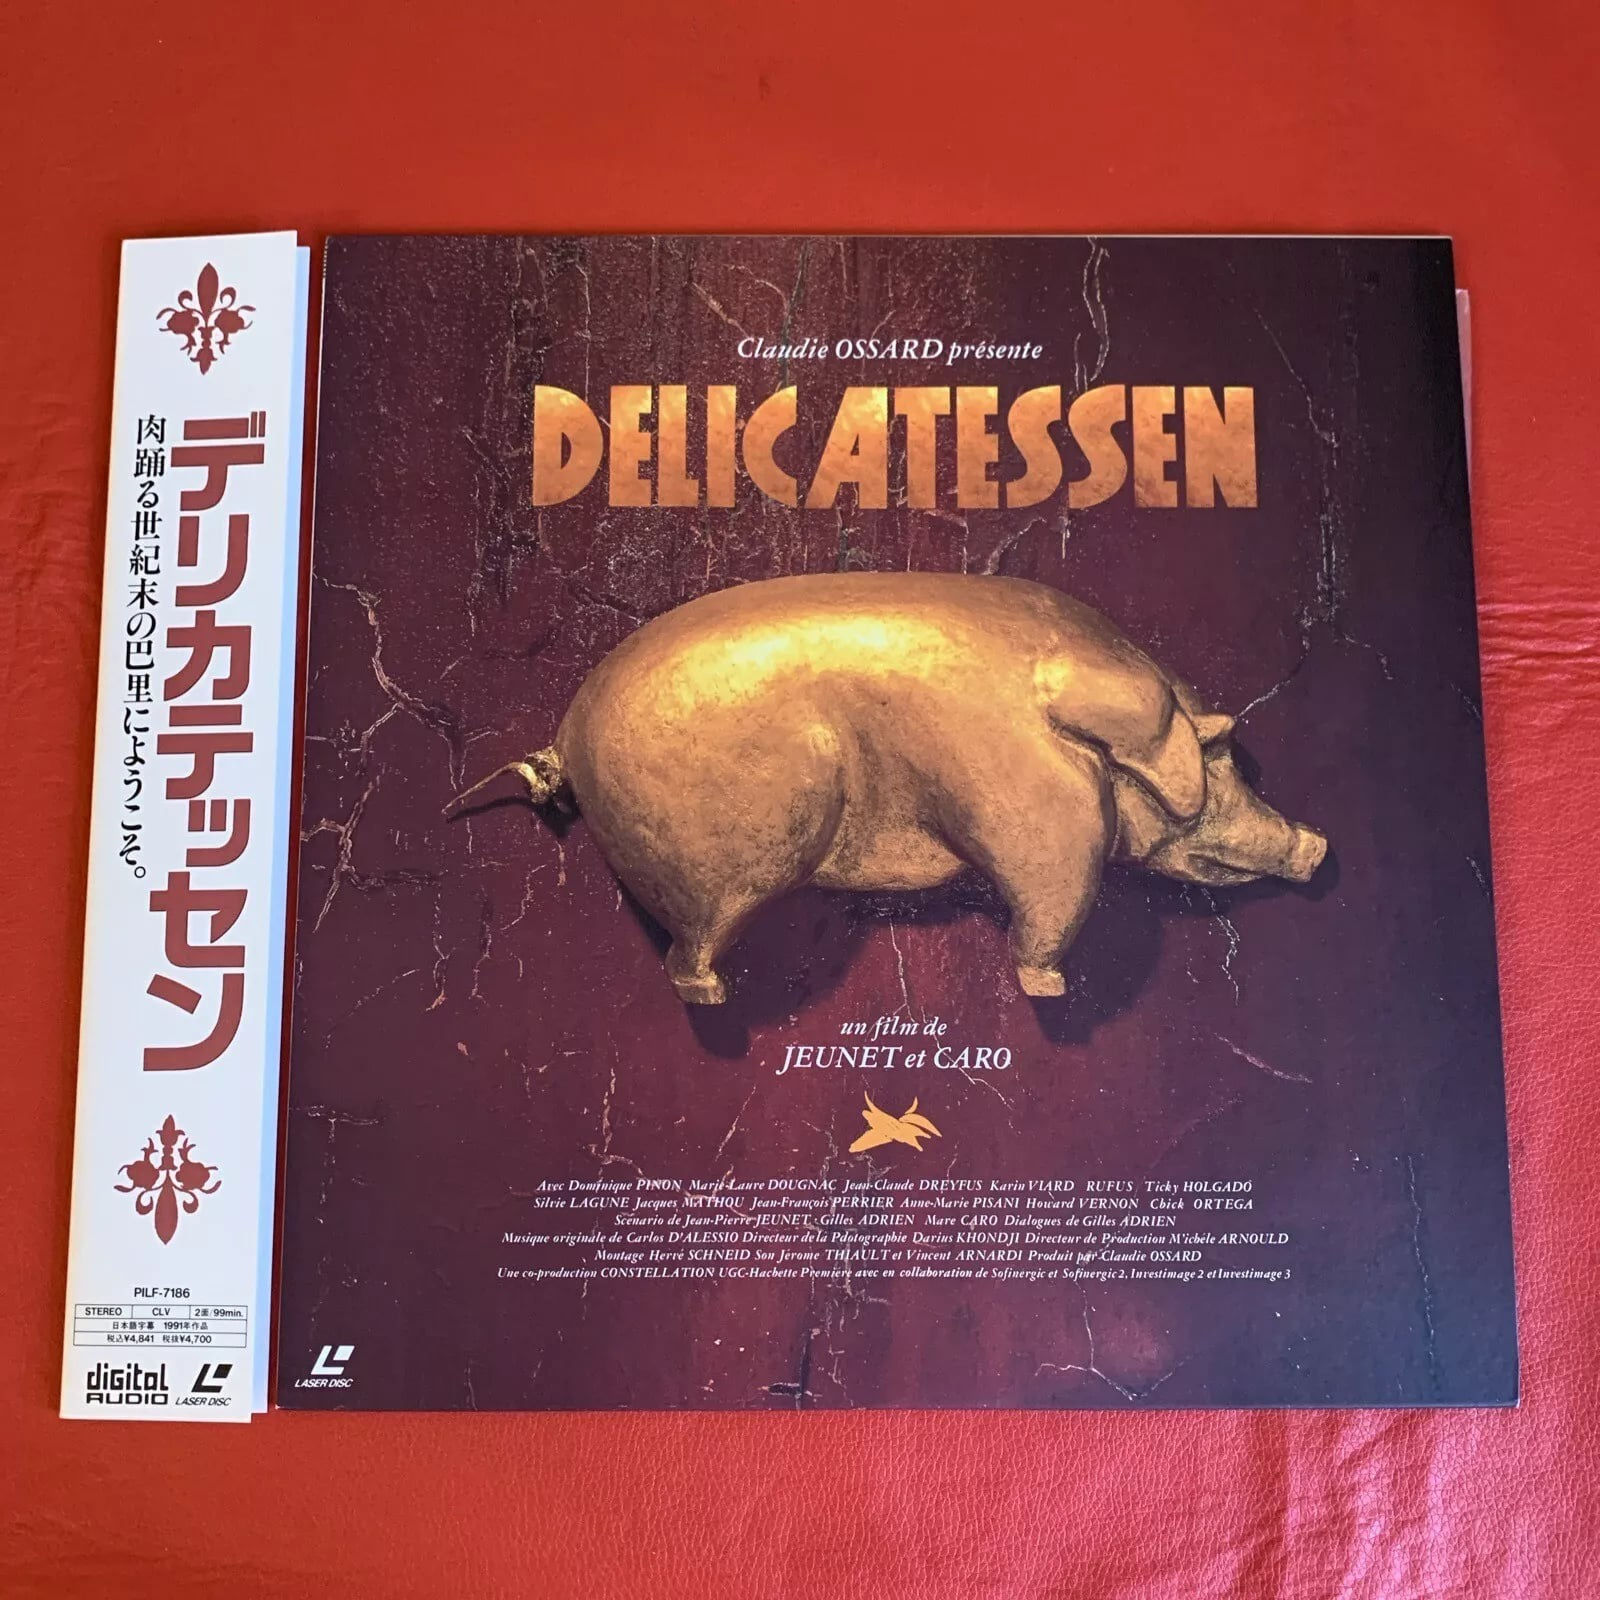 デリカテッセン
肉踊る世紀末の巴里にようこそ。
PILF-7186
STEREO CLV 2面/99min.
日本語字幕 1991年作品
税込¥4,841 税抜¥4,700
digital AUDIO LASER DISC
Claudie OSSARD présente
DELICATESSEN
un film de
JEUNET et CARO
Avec Dominique PINON Marie-Laure DOUGNAC Jean-Claude DREYFUS Karin VIARD RUFUS Ticky HOLGADO
Silvie LAGUNE Jacques MATHOU Jean-François PERRIER Anne-Marie PISANI Howard VERNON Chick ORTEGA
Scenario de Jean-Pierre JEUNET · Gilles ADRIEN Marc CARO Dialogues de Gilles ADRIEN
Musique originale de Carlos D'ALESSIO Directeur de la Pdotographie Darius KHONDJI Directeur de Production M'ichéle ARNOULD
Montage Hervé SCHNEID Son Jérome THIAULT et Vincent ARNARDI Produit par Claudie OSSARD
Une co-production CONSTELLATION UGC-Hachette Premiére avec en collaboration de Sofinergic et Sofinergic 2, Investimage 2 et Investimage 3
LASER DISC